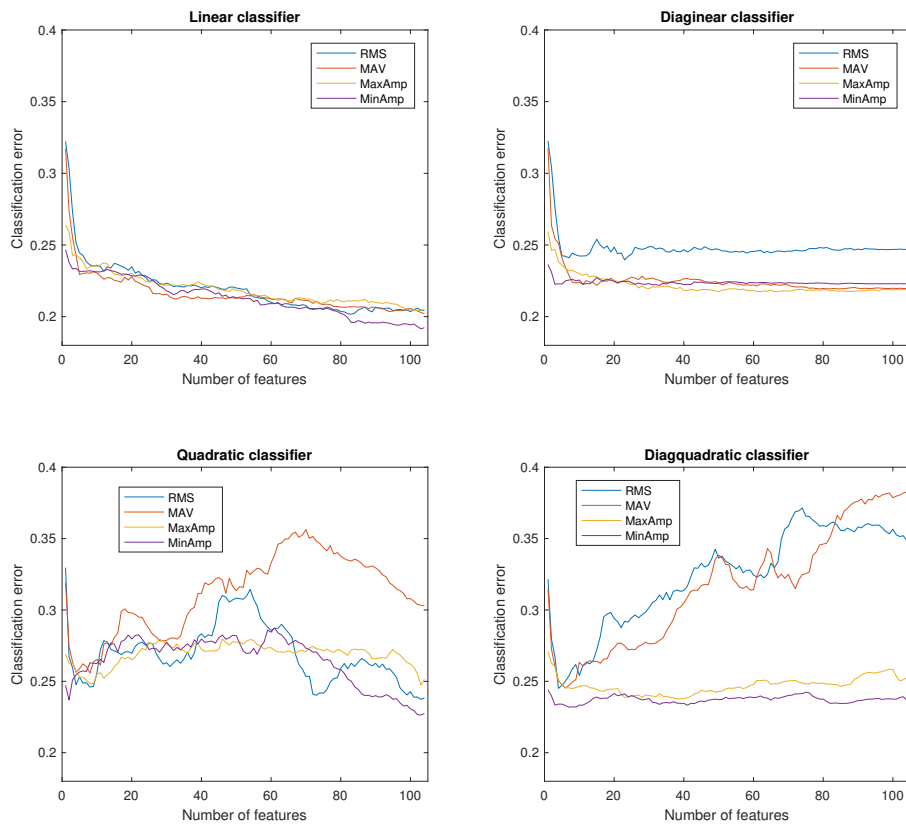 Linear classifier
0.4
0.35
0.3
0.25
0.2
Classification error
0 20 40 60 80 100
Number of features
RMS
MAV
MaxAmp
MinAmp
Diaginear classifier
0.4
0.35
0.3
0.25
0.2
Classification error
0 20 40 60 80 100
Number of features
RMS
MAV
MaxAmp
MinAmp
Quadratic classifier
0.4
0.35
0.3
0.25
0.2
Classification error
0 20 40 60 80 100
Number of features
RMS
MAV
MaxAmp
MinAmp
Diagquadratic classifier
0.4
0.35
0.3
0.25
0.2
Classification error
0 20 40 60 80 100
Number of features
RMS
MAV
MaxAmp
MinAmp